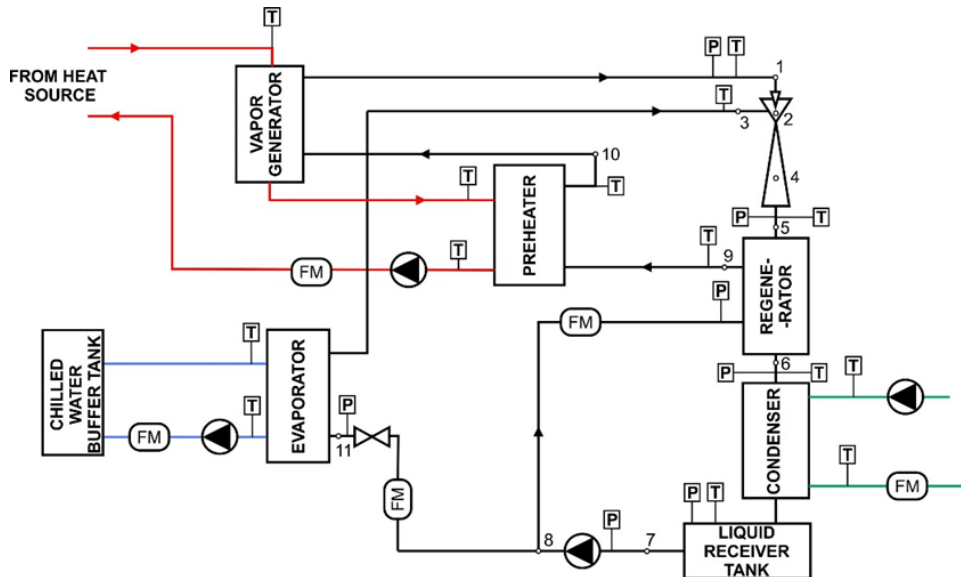 T
P
T
1
FROM HEAT
SOURCE
VAPOR
GENERATOR
T
3
2
10
T
T
PREHEATER
4
P
T
5
T
T
9
FM
REGENE-
-RATOR
P
FM
6
P
T
T
CHILLED
WATER
BUFFER TANK
T
EVAPORATOR
T
P
FM
11
CONDENSER
T
FM
FM
P
P
T
8
7
LIQUID
RECEIVER
TANK